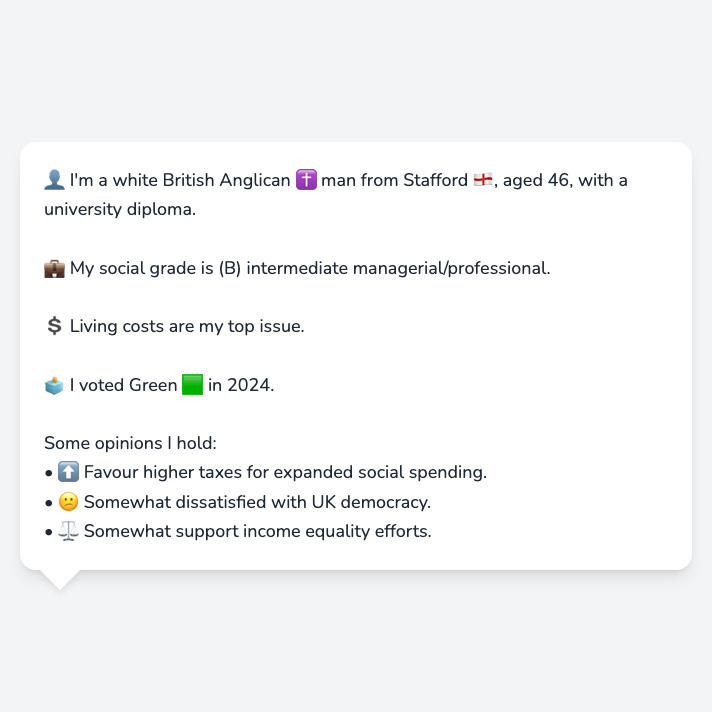 👤 I'm a white British Anglican ✝️ man from Stafford 🏴󠁧󠁢󠁥󠁮󠁧󠁿, aged 46, with a
university diploma.
💼 My social grade is (B) intermediate managerial/professional.
💲 Living costs are my top issue.
🗳️ I voted Green 🟩 in 2024.
Some opinions I hold:
• ⬆️ Favour higher taxes for expanded social spending.
• 🙁 Somewhat dissatisfied with UK democracy.
• ⚖️ Somewhat support income equality efforts.